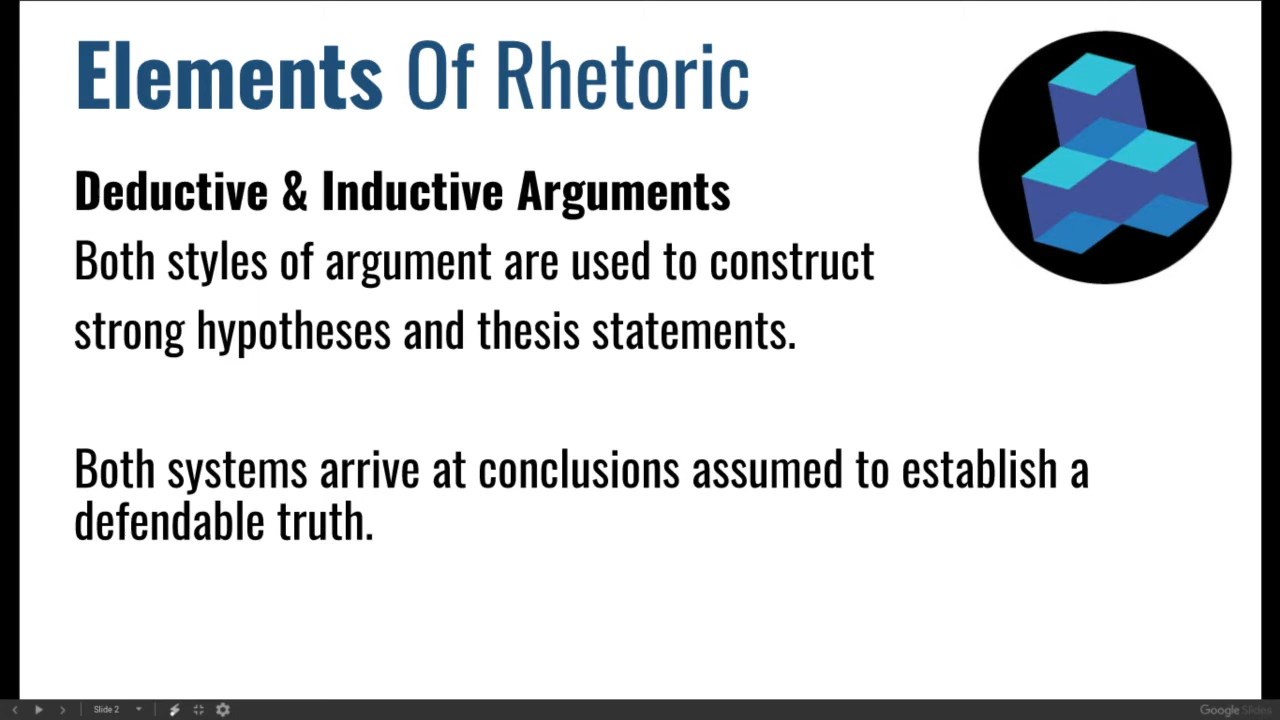 Elements Of Rhetoric
Deductive & Inductive Arguments
Both styles of argument are used to construct
strong hypotheses and thesis statements.
Both systems arrive at conclusions assumed to establish a
defendable truth.
Slide 2
Google Slides